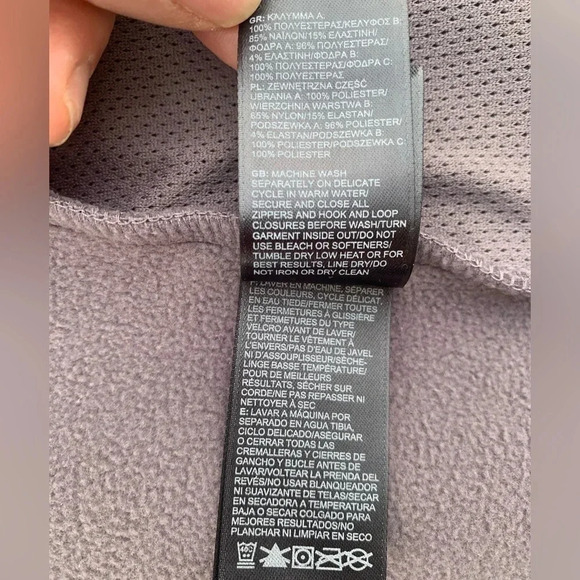 GR: ΚΑΛΥΜΜΑ Α:
100% ΠΟΛΥΕΣΤΕΡΑΣ/ΚΕΛΥΦΟΣ Β:
85% ΝΑΪΛΟΝ/15% ΕΛΑΣΤΙΝΗ/
ΦΟΔΡΑ Α: 96% ΠΟΛΥΕΣΤΕΡΑΣ/
4% ΕΛΑΣΤΙΝΗ/ΦΟΔΡΑ Β:
100% ΠΟΛΥΕΣΤΕΡΑΣ/ΦΟΔΡΑ C:
100% ΠΟΛΥΕΣΤΕΡΑΣ
PL: ZEWNĘTRZNA CZĘŚĆ
UBRANIA A: 100% POLIESTER/
WIERZCHNIA WARSTWA B:
85% NYLON/15% ELASTAN/
PODSZEWKA A: 96% POLIESTER/
4% ELASTAN/PODSZEWKA B:
100% POLIESTER/PODSZEWKA C:
100% POLIESTER
GB: MACHINE WASH
SEPARATELY ON DELICATE
CYCLE IN WARM WATER/
SECURE AND CLOSE ALL
ZIPPERS AND HOOK AND LOOP
CLOSURES BEFORE WASH/TURN
GARMENT INSIDE OUT/DO NOT
USE BLEACH OR SOFTENERS/
TUMBLE DRY LOW HEAT OR FOR
BEST RESULTS, LINE DRY/DO
NOT IRON OR DRY CLEAN
F: LAVER EN MACHINE, SÉPARER
LES COULEURS, CYCLE DÉLICAT,
EN EAU TIÈDE/FERMER TOUTES
LES FERMETURES À GLISSIÈRE
ET FERMETURES DU TYPE
VELCRO AVANT DE LAVER/
TOURNER LE VÊTEMENT À
L'ENVERS/PAS D'EAU DE JAVEL
NI D'ASSOUPLISSEUR/SÈCHE-
LINGE BASSE TEMPÉRATURE/
POUR DE MEILLEURS
RÉSULTATS, SÉCHER SUR
CORDE/NE PAS REPASSER NI
NETTOYER À SEC
E: LAVAR A MÁQUINA POR
SEPARADO EN AGUA TIBIA,
CICLO DELICADO/ASEGURAR
O CERRAR TODAS LAS
CREMALLERAS Y CIERRES DE
GANCHO Y BUCLE ANTES DE
LAVAR/VOLTEAR LA PRENDA DEL
REVÉS/NO USAR BLANQUEADOR
NI SUAVIZANTE DE TELAS/SECAR
EN SECADORA A TEMPERATURA
BAJA O SECAR COLGADO PARA
MEJORES RESULTADOS/NO
PLANCHAR NI LIMPIAR EN SECO